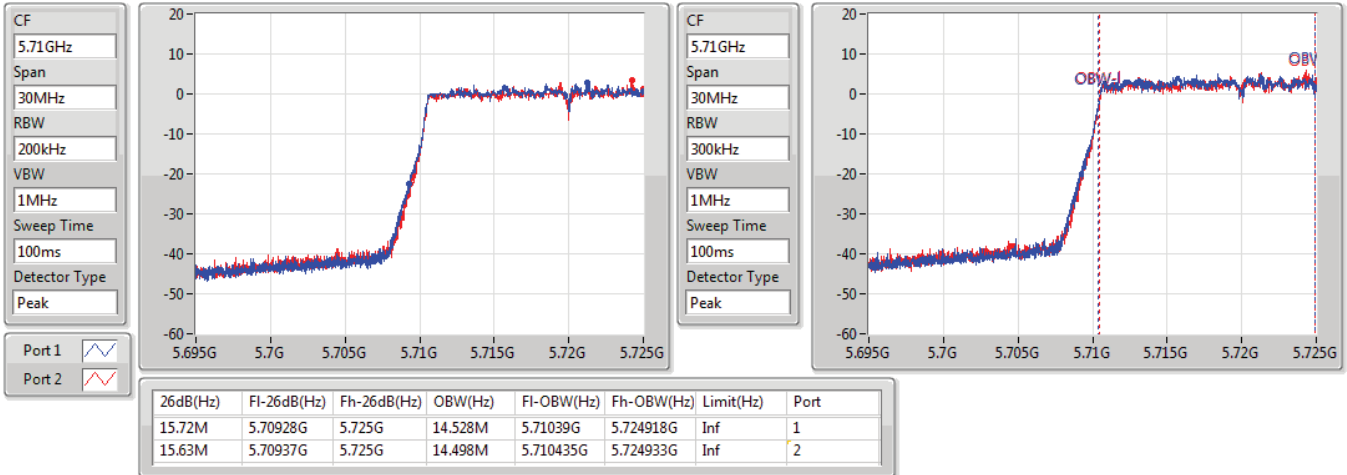 CF
5.71GHz
Span
30MHz
RBW
200kHz
VBW
1MHz
Sweep Time
100ms
Detector Type
Peak
Port 1
Port 2
20
10
0
-10
-20
-30
-40
-50
-60
5.695G 5.7G 5.705G 5.71G 5.715G 5.72G 5.725G
CF
5.71GHz
Span
30MHz
RBW
300kHz
VBW
1MHz
Sweep Time
100ms
Detector Type
Peak
20
10
0
-10
-20
-30
-40
-50
-60
OBW-l
OBV
5.695G 5.7G 5.705G 5.71G 5.715G 5.72G 5.725G
26dB(Hz) Fl-26dB(Hz) Fh-26dB(Hz) OBW(Hz) Fl-OBW(Hz) Fh-OBW(Hz) Limit(Hz) Port
15.72M 5.70928G 5.725G 14.528M 5.71039G 5.724918G Inf 1
15.63M 5.70937G 5.725G 14.498M 5.710435G 5.724933G Inf 2